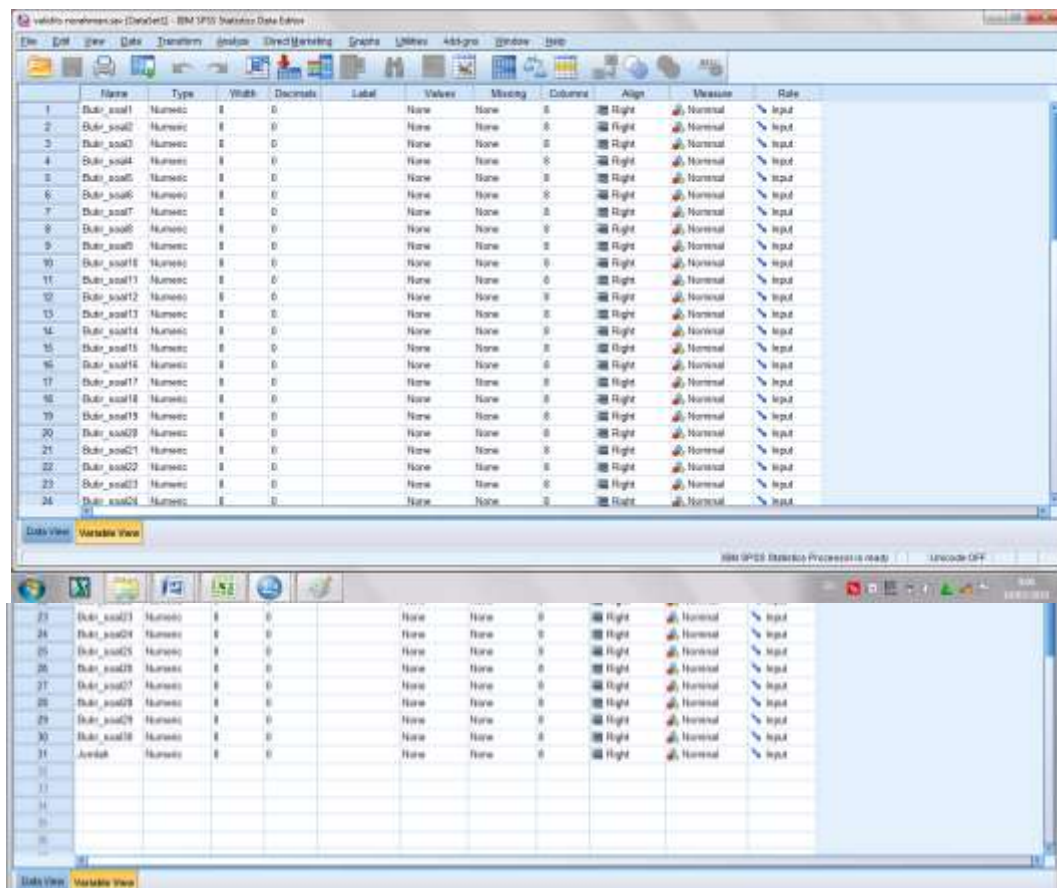 validitas norrahman.sav [DataSet1] - IBM SPSS Statistics Data Editor
File Edit View Data Transform Analyze Direct Marketing Graphs Utilities Add-ons Window Help
Name Type Width Decimals Label Values Missing Columns Align Measure Role
1 Butir_soal1 Numeric 8 0 None None 8 Right Nominal Input
2 Butir_soal2 Numeric 8 0 None None 8 Right Nominal Input
3 Butir_soal3 Numeric 8 0 None None 8 Right Nominal Input
4 Butir_soal4 Numeric 8 0 None None 8 Right Nominal Input
5 Butir_soal5 Numeric 8 0 None None 8 Right Nominal Input
6 Butir_soal6 Numeric 8 0 None None 8 Right Nominal Input
7 Butir_soal7 Numeric 8 0 None None 8 Right Nominal Input
8 Butir_soal8 Numeric 8 0 None None 8 Right Nominal Input
9 Butir_soal9 Numeric 8 0 None None 8 Right Nominal Input
10 Butir_soal10 Numeric 8 0 None None 8 Right Nominal Input
11 Butir_soal11 Numeric 8 0 None None 8 Right Nominal Input
12 Butir_soal12 Numeric 8 0 None None 8 Right Nominal Input
13 Butir_soal13 Numeric 8 0 None None 8 Right Nominal Input
14 Butir_soal14 Numeric 8 0 None None 8 Right Nominal Input
15 Butir_soal15 Numeric 8 0 None None 8 Right Nominal Input
16 Butir_soal16 Numeric 8 0 None None 8 Right Nominal Input
17 Butir_soal17 Numeric 8 0 None None 8 Right Nominal Input
18 Butir_soal18 Numeric 8 0 None None 8 Right Nominal Input
19 Butir_soal19 Numeric 8 0 None None 8 Right Nominal Input
20 Butir_soal20 Numeric 8 0 None None 8 Right Nominal Input
21 Butir_soal21 Numeric 8 0 None None 8 Right Nominal Input
22 Butir_soal22 Numeric 8 0 None None 8 Right Nominal Input
23 Butir_soal23 Numeric 8 0 None None 8 Right Nominal Input
24 Butir_soal24 Numeric 8 0 None None 8 Right Nominal Input
Data View Variable View
IBM SPSS Statistics Processor is ready Unicode:OFF
23 Butir_soal23 Numeric 8 0 None None 8 Right Nominal Input
24 Butir_soal24 Numeric 8 0 None None 8 Right Nominal Input
25 Butir_soal25 Numeric 8 0 None None 8 Right Nominal Input
26 Butir_soal26 Numeric 8 0 None None 8 Right Nominal Input
27 Butir_soal27 Numeric 8 0 None None 8 Right Nominal Input
28 Butir_soal28 Numeric 8 0 None None 8 Right Nominal Input
29 Butir_soal29 Numeric 8 0 None None 8 Right Nominal Input
30 Butir_soal30 Numeric 8 0 None None 8 Right Nominal Input
31 Jumlah Numeric 8 0 None None 8 Right Nominal Input
32
33
34
35
36
Data View Variable View